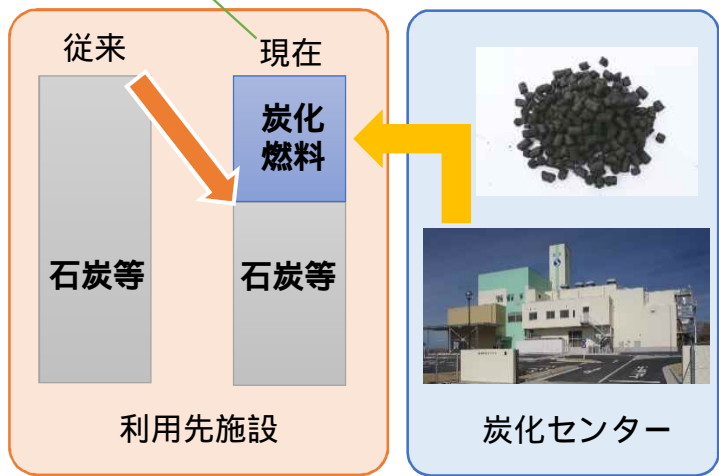 従来
現在
炭化
燃料
石炭等
石炭等
利用先施設
炭化センター